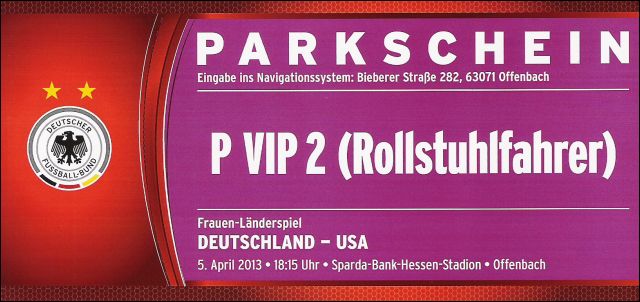 PARKSCHEIN
Eingabe ins Navigationssystem: Bieberer Straße 282, 63071 Offenbach
P VIP 2 (Rollstuhlfahrer)
Frauen-Länderspiel
DEUTSCHLAND – USA
5. April 2013 • 18:15 Uhr • Sparda-Bank-Hessen-Stadion • Offenbach
DEUTSCHER
FUSSBALL-BUND